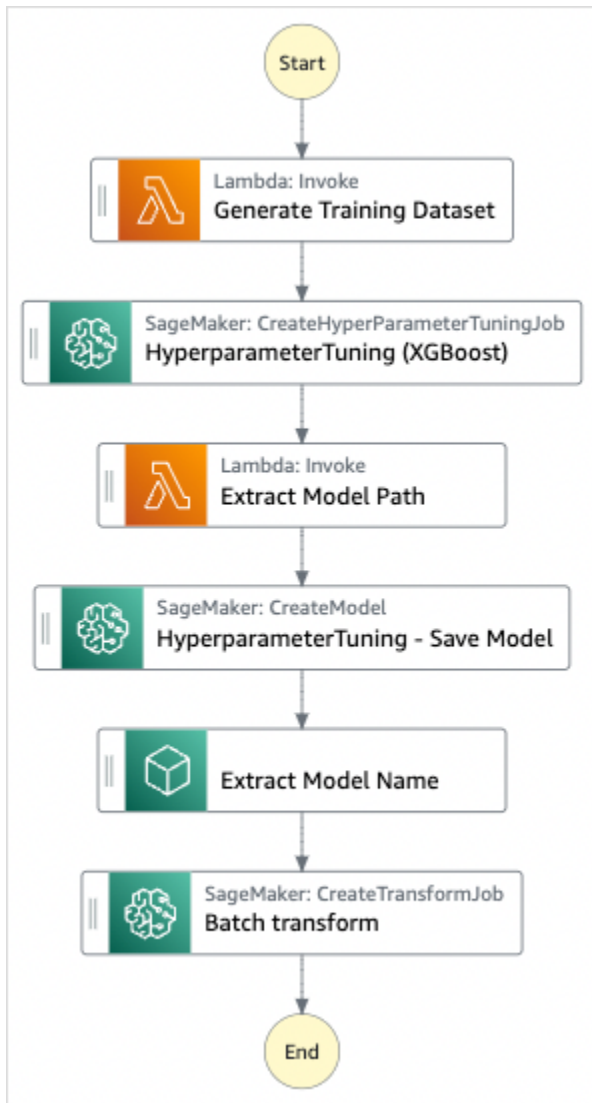 Start
Lambda: Invoke
Generate Training Dataset
SageMaker: CreateHyperParameterTuningJob
HyperparameterTuning (XGBoost)
Lambda: Invoke
Extract Model Path
SageMaker: CreateModel
HyperparameterTuning - Save Model
Extract Model Name
SageMaker: CreateTransformJob
Batch transform
End